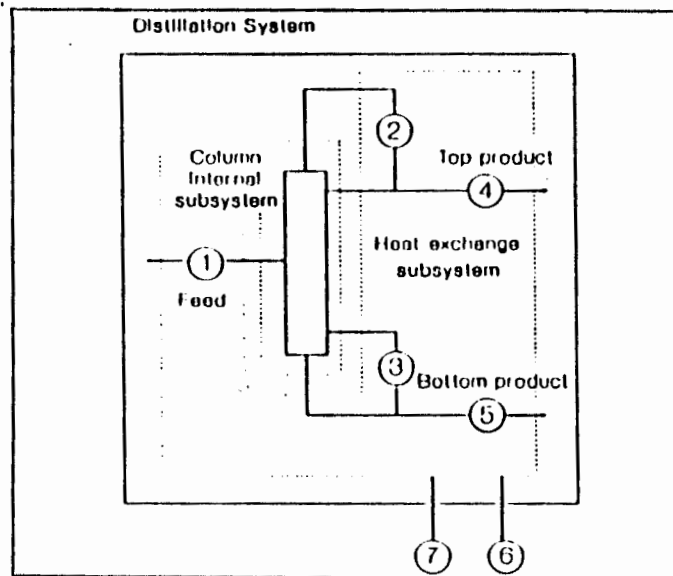 Distillation System
2
Column
Internal
subsystem
Top product
4
Heat exchange
subsystem
1
Feed
3
Bottom product
5
7
6